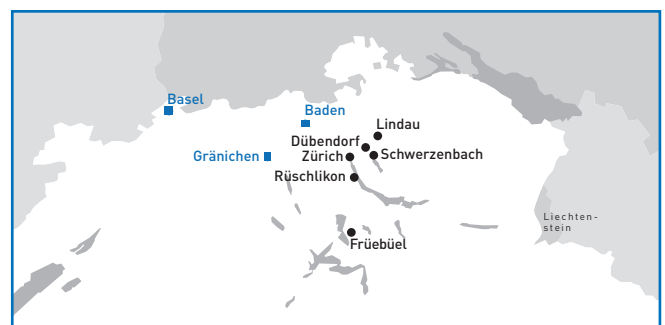 Basel
Baden
Lindau
Dübendorf
Gränichen
Zürich
Schwerzenbach
Rüschlikon
Liechten-
stein
Früebüel